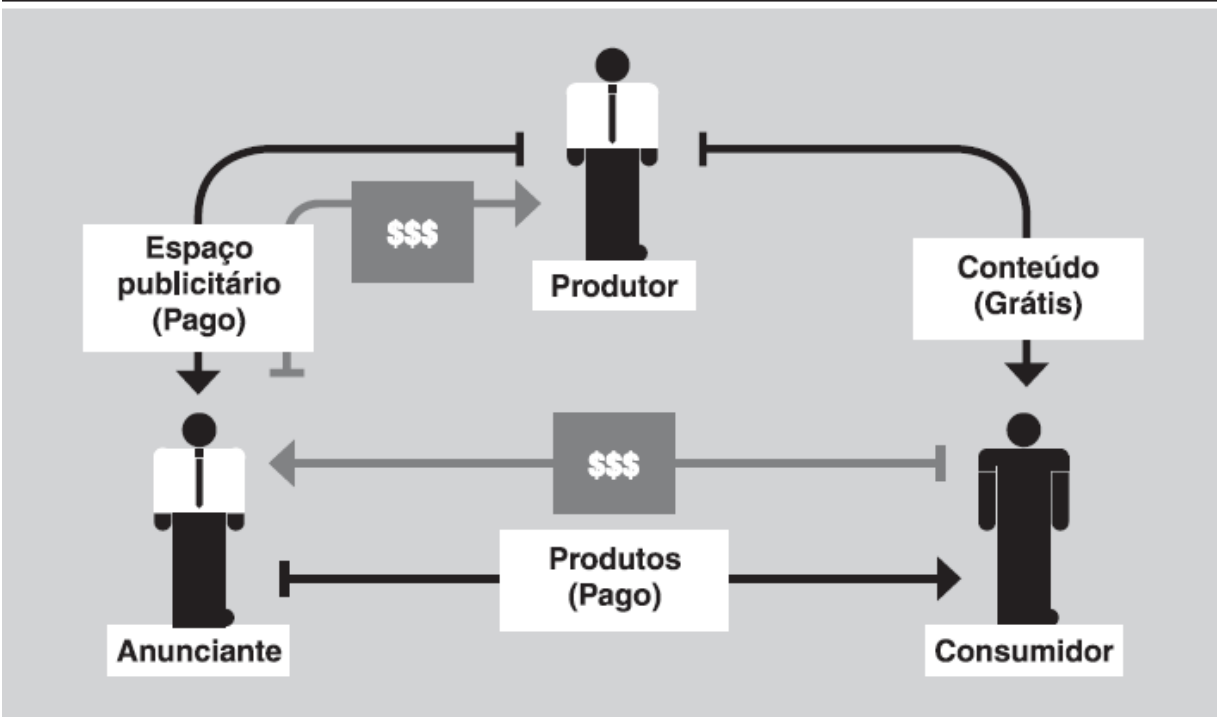 Produtor
$$$
Espaço
publicitário
(Pago)
Conteúdo
(Grátis)
$$$
Produtos
(Pago)
Anunciante
Consumidor